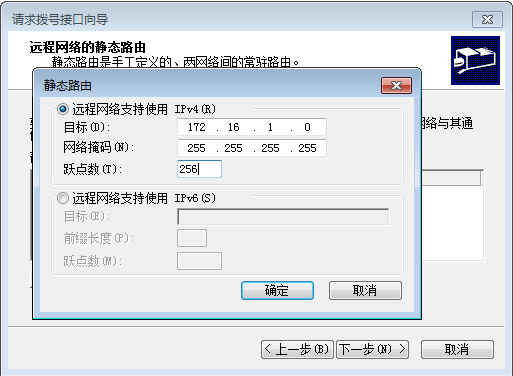 请求拨号接口向导
远程网络的静态路由
静态路由是手工定义的、两网络间的常驻路由。
静态路由
远程网络支持使用 IPv4(R)
目标(D): 172 . 16 . 1 . 0
网络掩码(N): 255 . 255 . 255 . 255
跃点数(T): 256
网络与其通
远程网络支持使用 IPv6(S)
目标(E):
前缀长度(P):
跃点数(M):
确定 取消
< 上一步(B) 下一步(N) > 取消